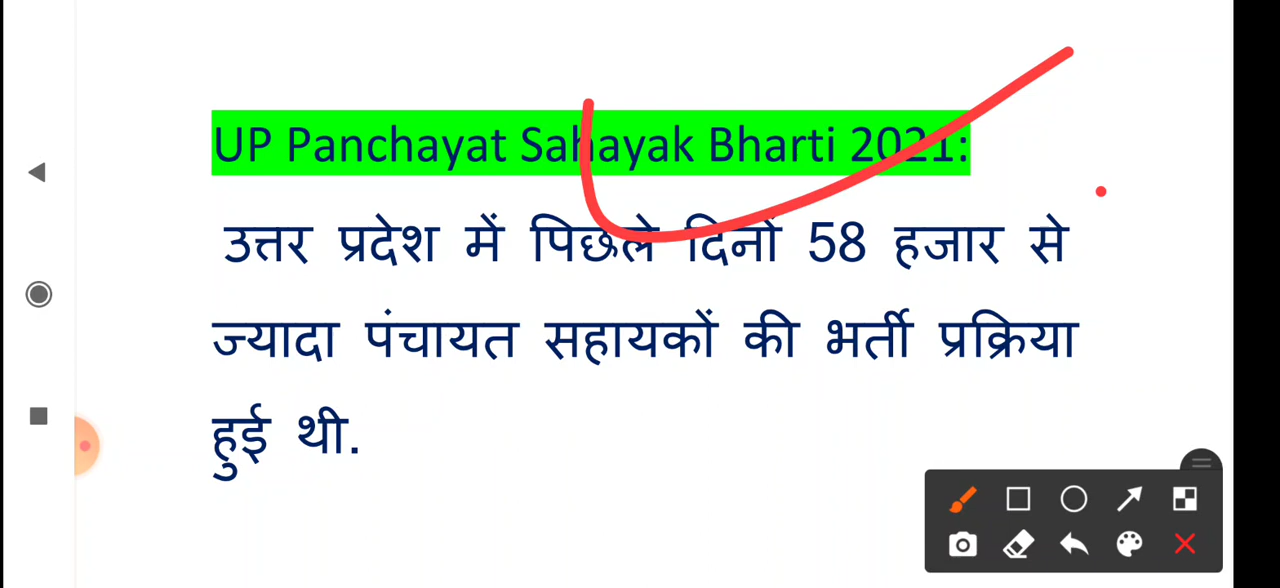 UP Panchayat Sahayak Bharti 2021:
उत्तर प्रदेश में पिछले दिनों 58 हजार से
ज्यादा पंचायत सहायकों की भर्ती प्रक्रिया
हुई थी.